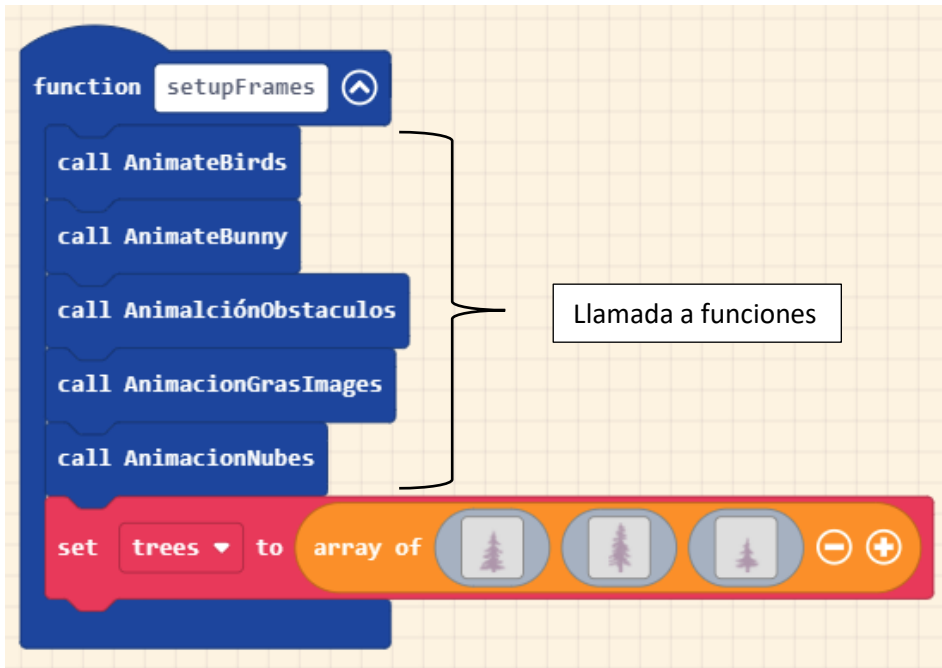 function setupFrames
call AnimateBirds
call AnimateBunny
call AnimalciónObstaculos
call AnimacionGrasImages
call AnimacionNubes
Llamada a funciones
set trees to array of